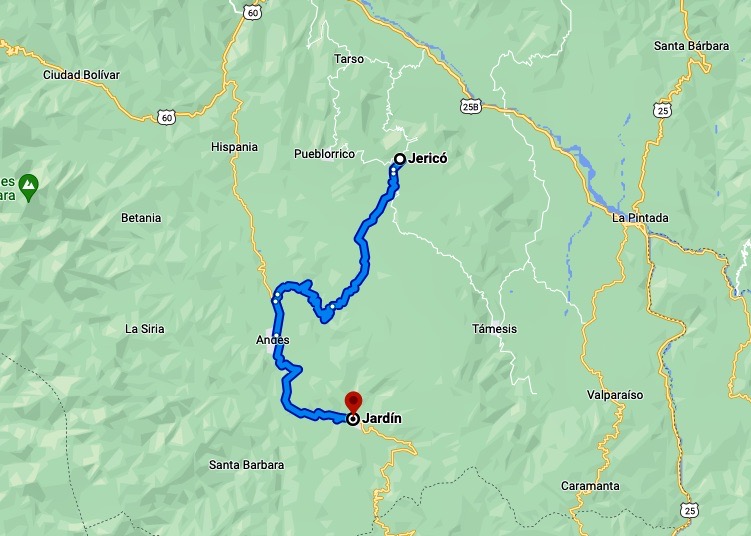 60
Santa Bárbara
Tarso
Ciudad Bolívar
25B
25
60
Hispania
Pueblorrico
Jericó
es
ara
Betania
La Pintada
La Siria
Andes
Támesis
Valparaíso
Jardín
Santa Barbara
Caramanta
25